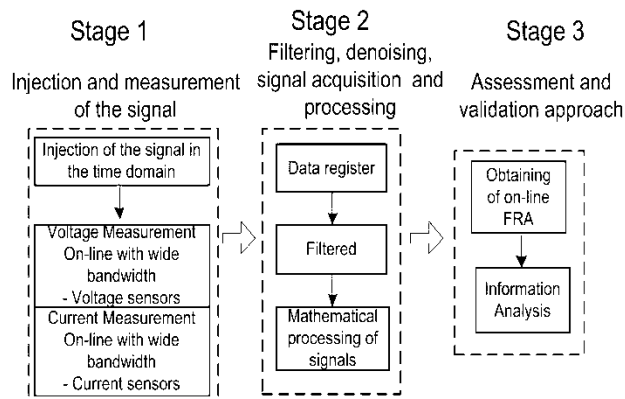 Stage 1
Injection and measurement
of the signal
Injection of the signal in
the time domain
Voltage Measurement
On-line with wide
bandwidth
- Voltage sensors
Current Measurement
On-line with wide
bandwidth
- Current sensors
Stage 2
Filtering, denoising,
signal acquisition and
processing
Data register
Filtered
Mathematical
processing of
signals
Stage 3
Assessment and
validation approach
Obtaining
of on-line
FRA
Information
Analysis